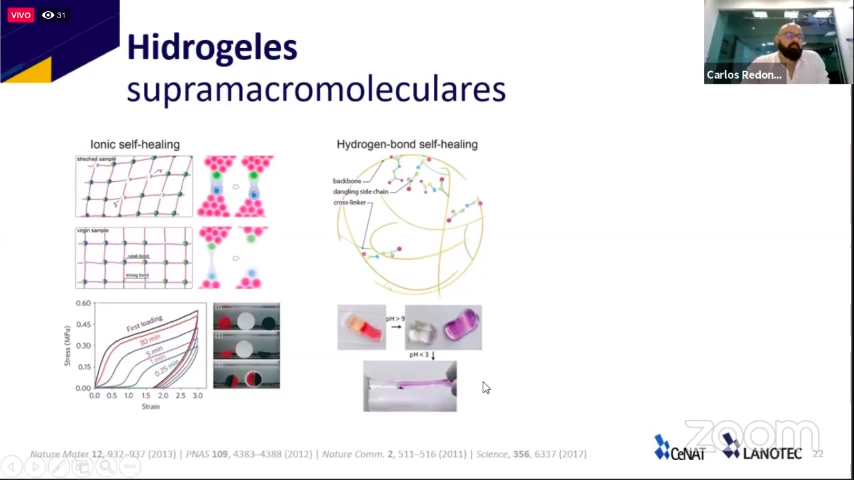 VIVO 31
Hidrogeles
supramacromoleculares
Carlos Redon...
Ionic self-healing
stretched sample
virgin sample
weak bond
strong bond
Stress (MPa)
0.60
0.45
0.30
0.15
0.00
First loading
30 min
5 min
1 min
0.25 min
0.0 0.5 1.0 1.5 2.0 2.5 3.0
Strain
Hydrogen-bond self-healing
backbone
dangling side chain
cross-linker
pH > 9
pH < 3
Nature Mater 12, 932–937 (2013) | PNAS 109, 4383–4388 (2012) | Nature Comm. 2, 511–516 (2011) | Science, 356, 6337 (2017)
CeNAT
LANOTEC
zoom
22